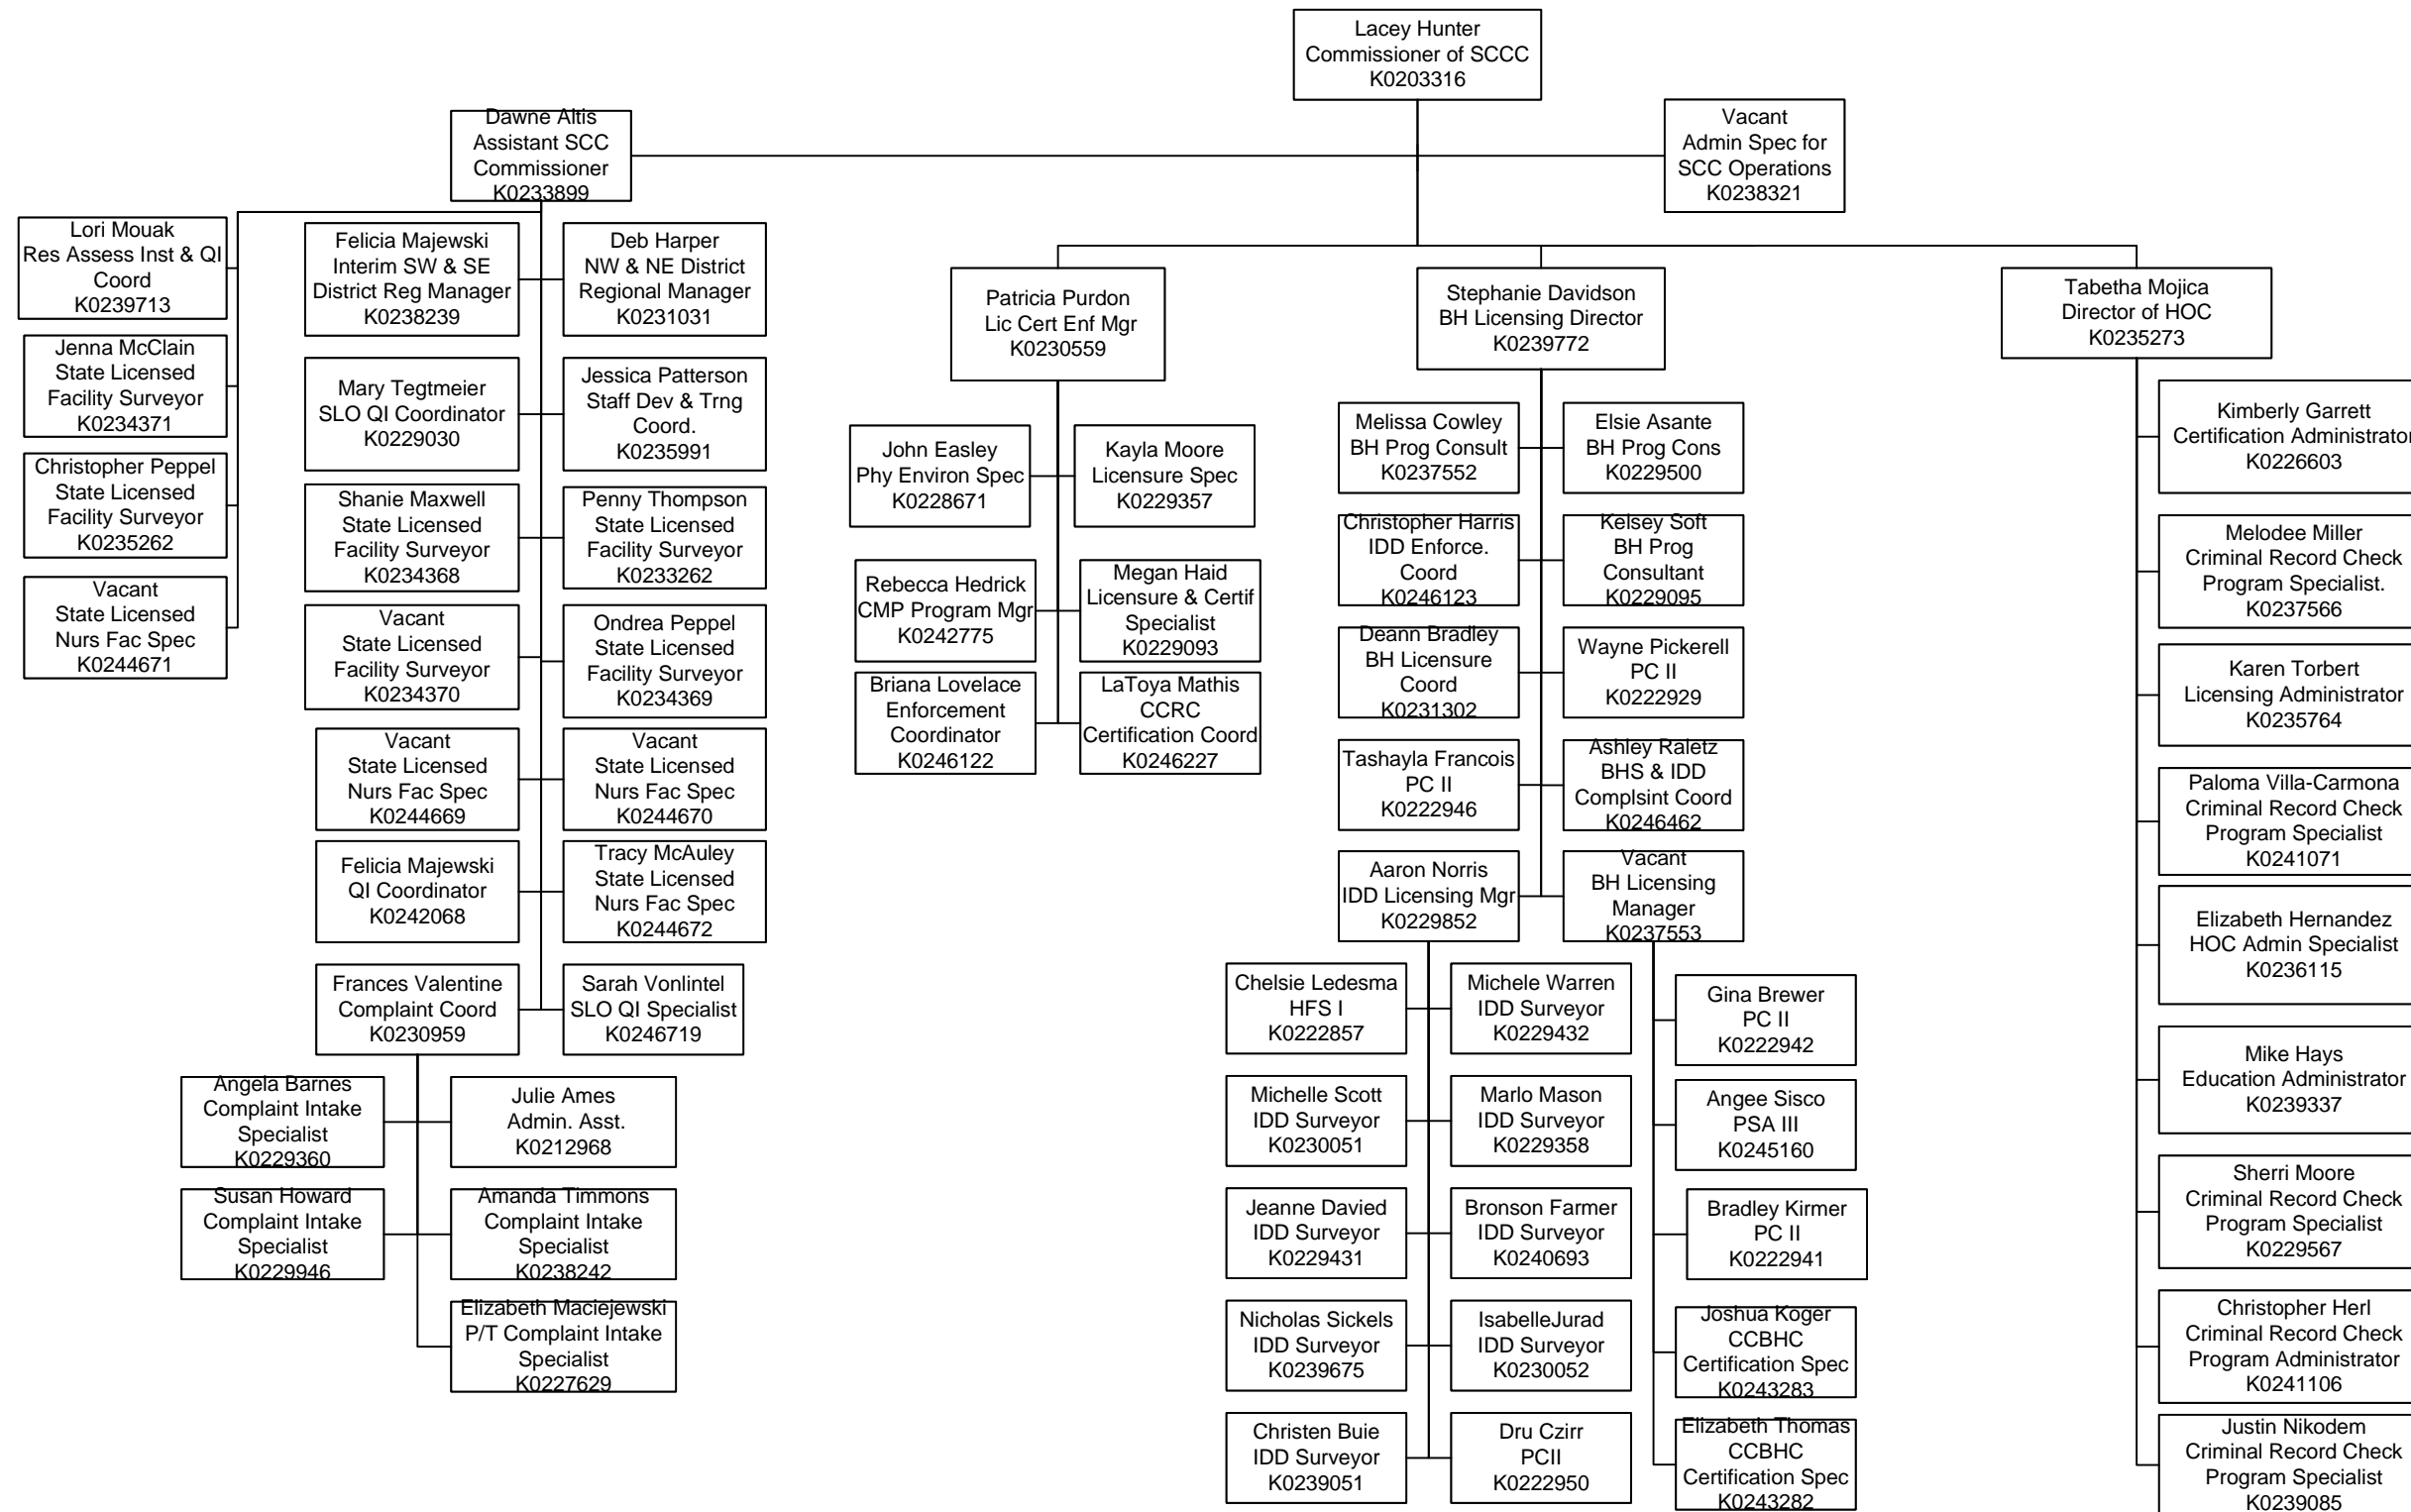 Lacey Hunter
Commissioner of SCCC
K0203316
Dawne Altis
Assistant SCC
Commissioner
K0233899
Vacant
Admin Spec for
SCC Operations
K0238321
Lori Mouak
Res Assess Inst & QI
Coord
K0239713
Jenna McClain
State Licensed
Facility Surveyor
K0234371
Christopher Peppel
State Licensed
Facility Surveyor
K0235262
Vacant
State Licensed
Nurs Fac Spec
K0244671
Felicia Majewski
Interim SW & SE
District Reg Manager
K0238239
Deb Harper
NW & NE District
Regional Manager
K0231031
Mary Tegtmeier
SLO QI Coordinator
K0229030
Jessica Patterson
Staff Dev & Trng
Coord.
K0235991
Shanie Maxwell
State Licensed
Facility Surveyor
K0234368
Penny Thompson
State Licensed
Facility Surveyor
K0233262
Vacant
State Licensed
Facility Surveyor
K0234370
Ondrea Peppel
State Licensed
Facility Surveyor
K0234369
Vacant
State Licensed
Nurs Fac Spec
K0244669
Vacant
State Licensed
Nurs Fac Spec
K0244670
Felicia Majewski
QI Coordinator
K0242068
Tracy McAuley
State Licensed
Nurs Fac Spec
K0244672
Frances Valentine
Complaint Coord
K0230959
Sarah Vonlintel
SLO QI Specialist
K0246719
Angela Barnes
Complaint Intake
Specialist
K0229360
Julie Ames
Admin. Asst.
K0212968
Susan Howard
Complaint Intake
Specialist
K0229946
Amanda Timmons
Complaint Intake
Specialist
K0238242
Elizabeth Maciejewski
P/T Complaint Intake
Specialist
K0227629
Patricia Purdon
Lic Cert Enf Mgr
K0230559
John Easley
Phy Environ Spec
K0228671
Kayla Moore
Licensure Spec
K0229357
Rebecca Hedrick
CMP Program Mgr
K0242775
Megan Haid
Licensure & Certif
Specialist
K0229093
Briana Lovelace
Enforcement
Coordinator
K0246122
LaToya Mathis
CCRC
Certification Coord
K0246227
Stephanie Davidson
BH Licensing Director
K0239772
Melissa Cowley
BH Prog Consult
K0237552
Elsie Asante
BH Prog Cons
K0229500
Christopher Harris
IDD Enforce.
Coord
K0246123
Kelsey Soft
BH Prog
Consultant
K0229095
Deann Bradley
BH Licensure
Coord
K0231302
Wayne Pickerell
PC II
K0222929
Tashayla Francois
PC II
K0222946
Ashley Raletz
BHS & IDD
Complsint Coord
K0246462
Aaron Norris
IDD Licensing Mgr
K0229852
Vacant
BH Licensing
Manager
K0237553
Chelsie Ledesma
HFS I
K0222857
Michele Warren
IDD Surveyor
K0229432
Michelle Scott
IDD Surveyor
K0230051
Marlo Mason
IDD Surveyor
K0229358
Jeanne Davied
IDD Surveyor
K0229431
Bronson Farmer
IDD Surveyor
K0240693
Nicholas Sickels
IDD Surveyor
K0239675
IsabelleJurad
IDD Surveyor
K0230052
Christen Buie
IDD Surveyor
K0239051
Dru Czirr
PCII
K0222950
Gina Brewer
PC II
K0222942
Angee Sisco
PSA III
K0245160
Bradley Kirmer
PC II
K0222941
Joshua Koger
CCBHC
Certification Spec
K0243283
Elizabeth Thomas
CCBHC
Certification Spec
K0243282
Tabetha Mojica
Director of HOC
K0235273
Kimberly Garrett
Certification Administrator
K0226603
Melodee Miller
Criminal Record Check
Program Specialist.
K0237566
Karen Torbert
Licensing Administrator
K0235764
Paloma Villa-Carmona
Criminal Record Check
Program Specialist
K0241071
Elizabeth Hernandez
HOC Admin Specialist
K0236115
Mike Hays
Education Administrator
K0239337
Sherri Moore
Criminal Record Check
Program Specialist
K0229567
Christopher Herl
Criminal Record Check
Program Administrator
K0241106
Justin Nikodem
Criminal Record Check
Program Specialist
K0239085